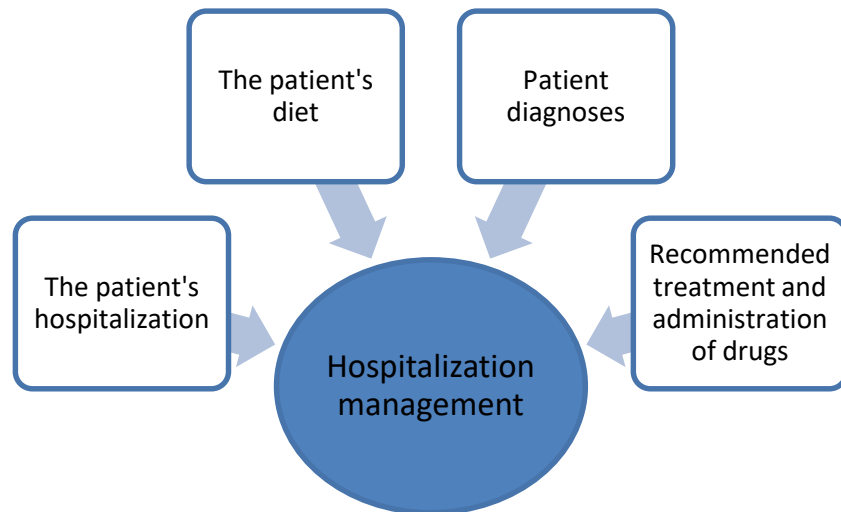 The patient's
diet
Patient
diagnoses
The patient's
hospitalization
Recommended
treatment and
administration
of drugs
Hospitalization
management